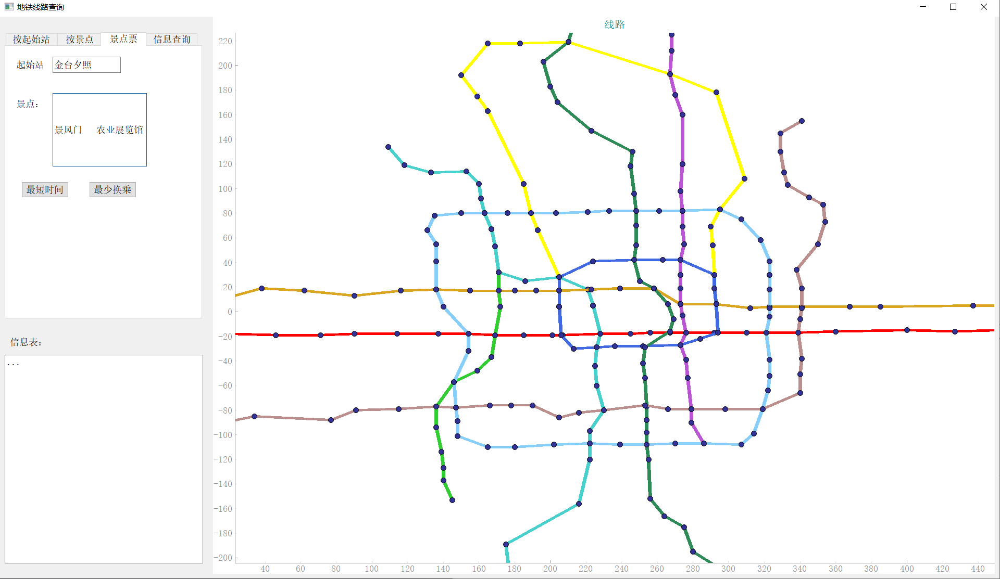 地铁线路查询
按起始站 按景点 景点票 信息查询
起始站 金台夕照
景点：
景风门 农业展览馆
最短时间 最少换乘
信息表：
...
线路
220
200
180
160
140
120
100
80
60
40
20
0
-20
-40
-60
-80
-100
-120
-140
-160
-180
-200
40 60 80 100 120 140 160 180 200 220 240 260 280 300 320 340 360 380 400 420 440